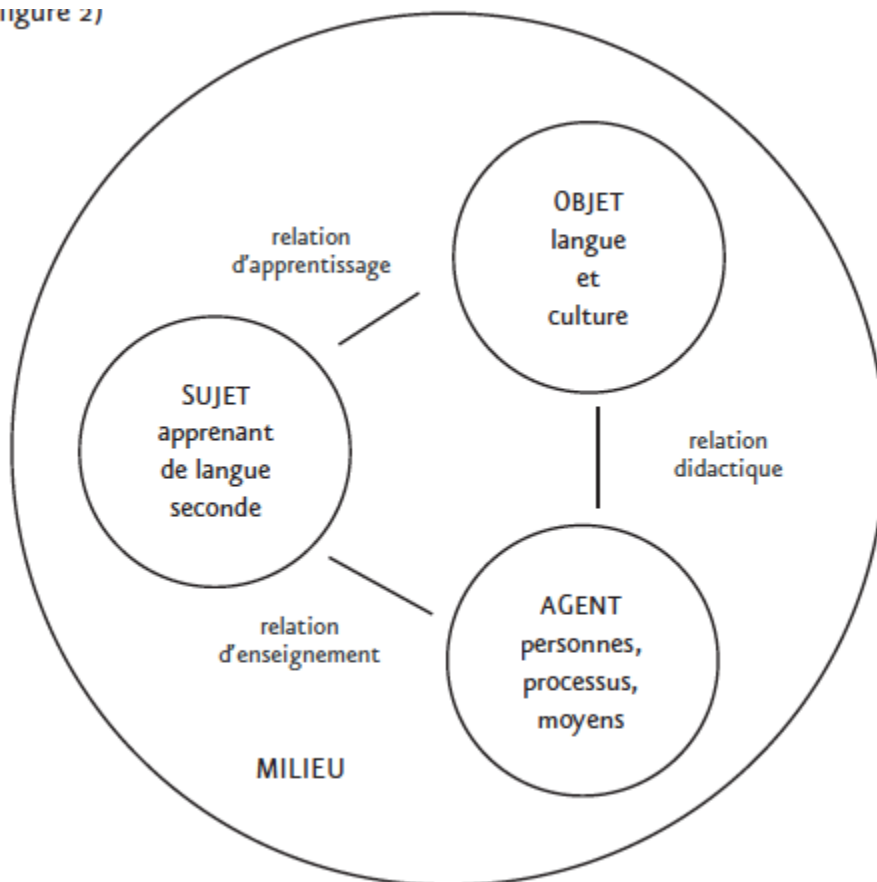 igure 2)
OBJET
langue
et
culture
relation
d'apprentissage
SUJET
apprenant
de langue
seconde
relation
didactique
AGENT
personnes,
processus,
moyens
relation
d'enseignement
MILIEU